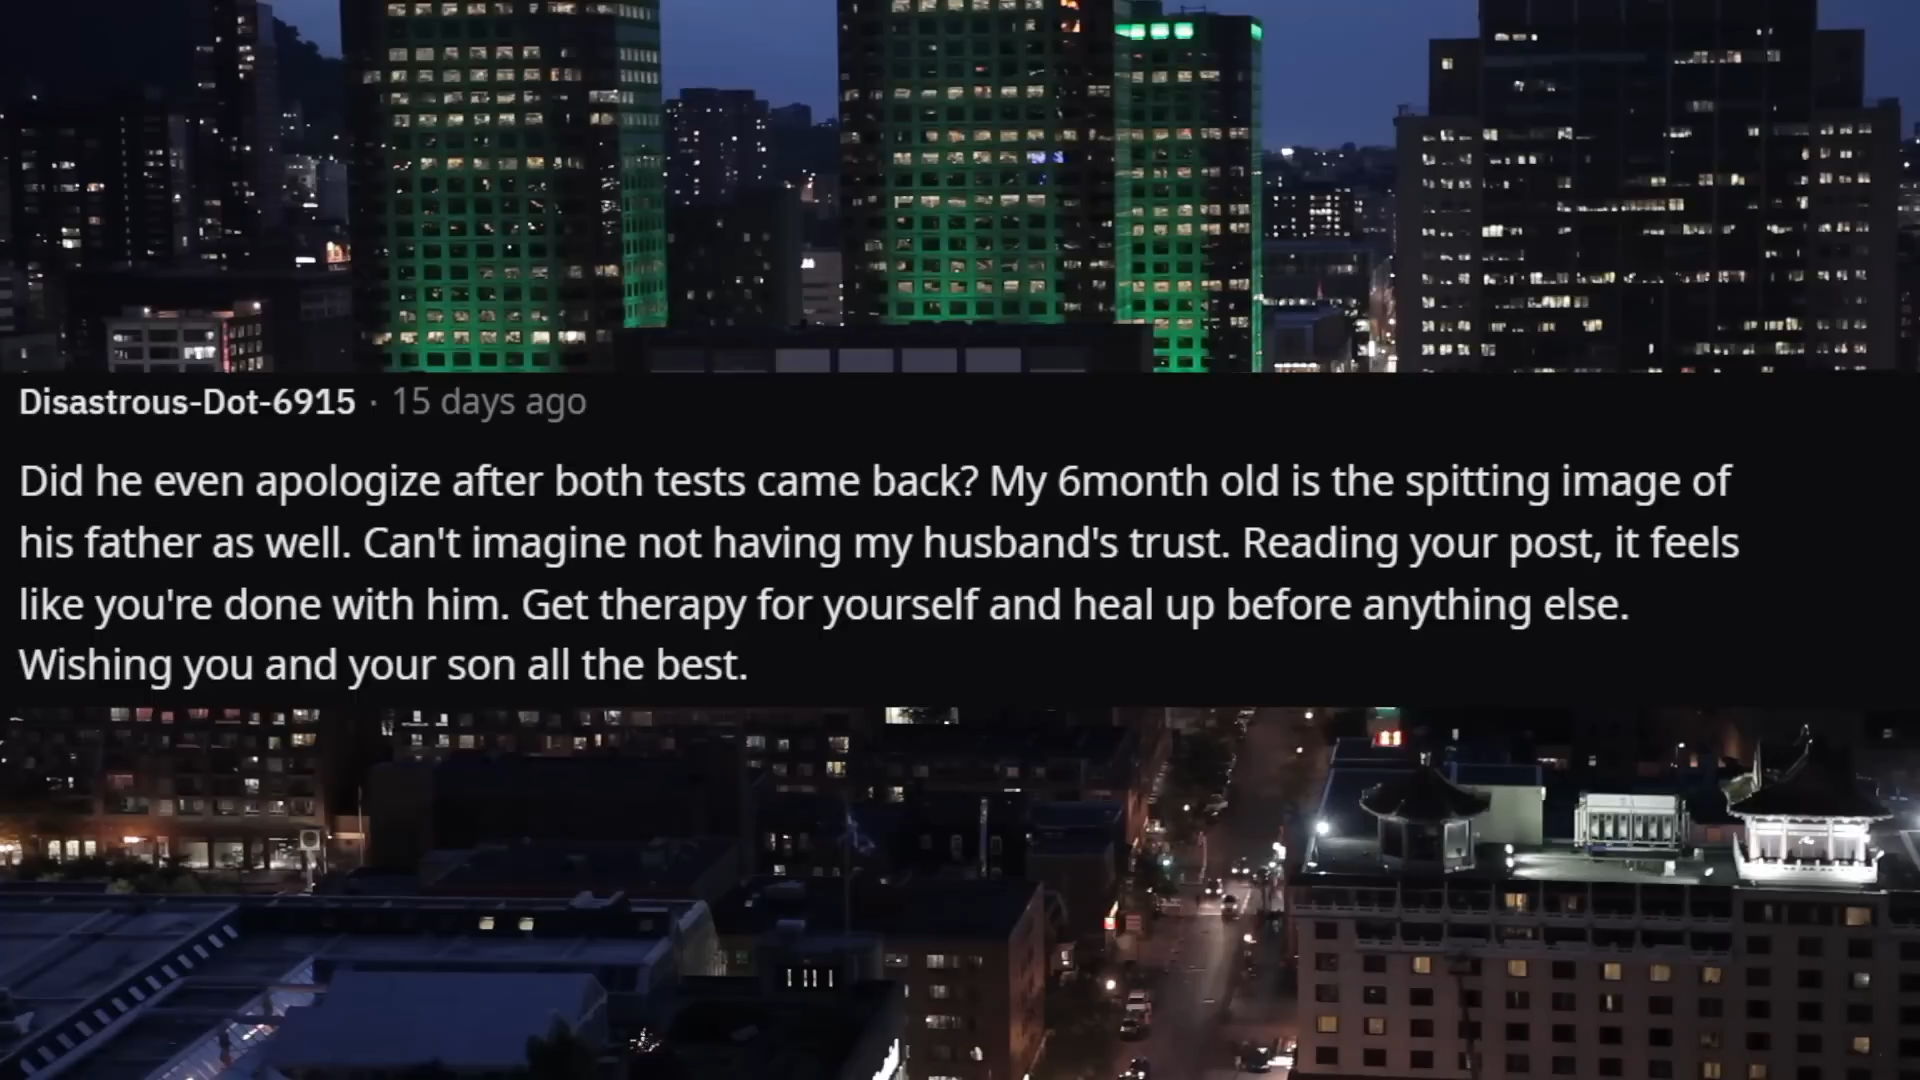 Disastrous-Dot-6915 · 15 days ago
Did he even apologize after both tests came back? My 6month old is the spitting image of
his father as well. Can't imagine not having my husband's trust. Reading your post, it feels
like you're done with him. Get therapy for yourself and heal up before anything else.
Wishing you and your son all the best.